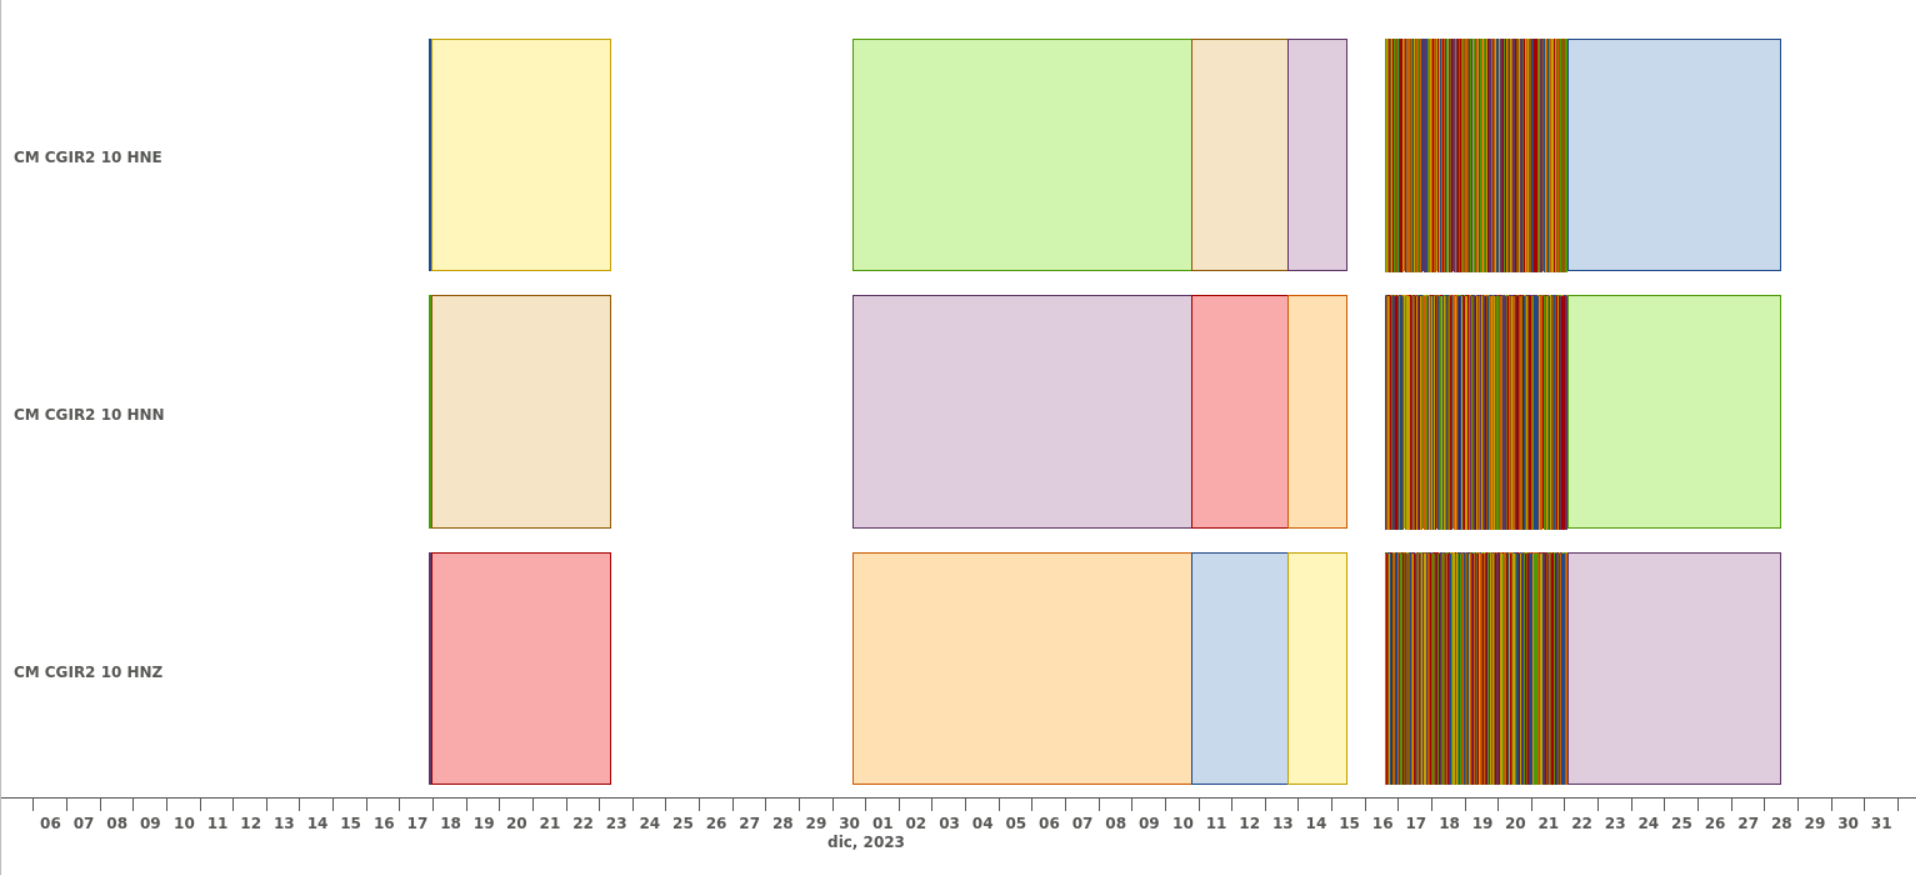 CM CGIR2 10 HNE
CM CGIR2 10 HNN
CM CGIR2 10 HNZ
06 07 08 09 10 11 12 13 14 15 16 17 18 19 20 21 22 23 24 25 26 27 28 29 30 01 02 03 04 05 06 07 08 09 10 11 12 13 14 15 16 17 18 19 20 21 22 23 24 25 26 27 28 29 30 31
dic, 2023